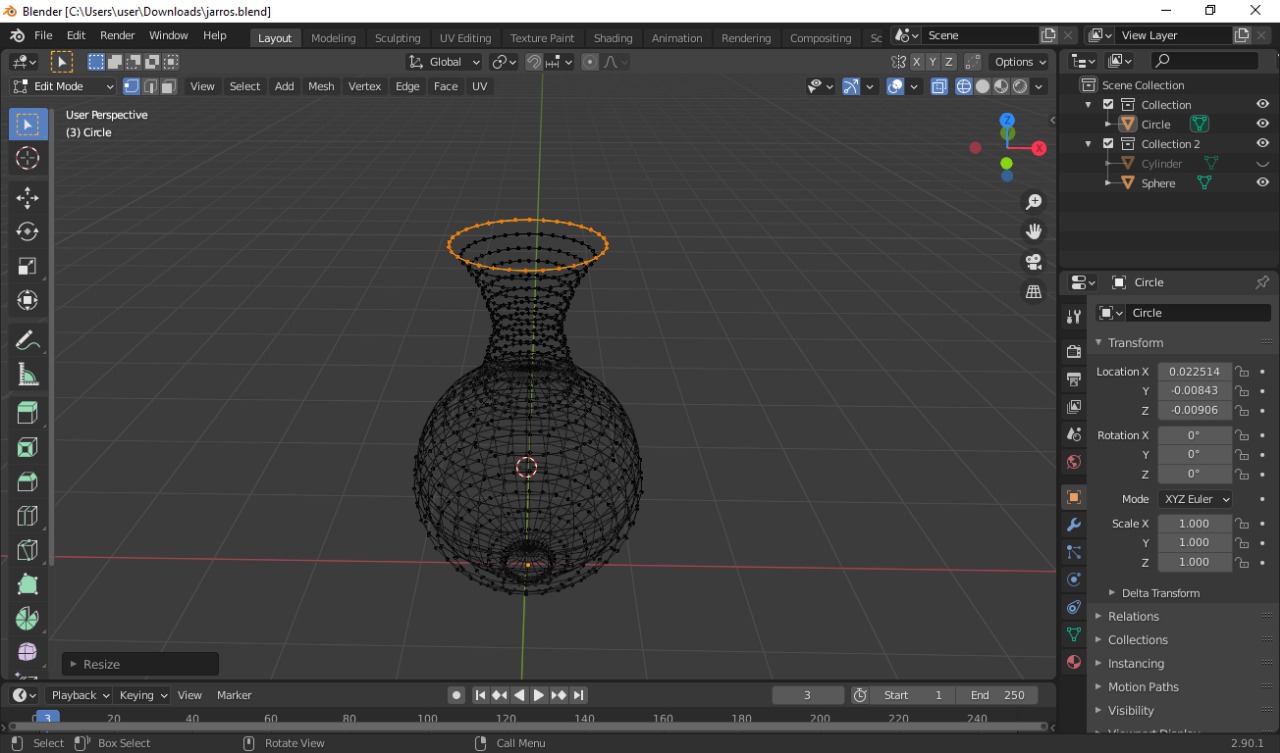 Blender [C:\Users\user\Downloads\jarros.blend]
File Edit Render Window Help Layout Modeling Sculpting UV Editing Texture Paint Shading Animation Rendering Compositing Sc Scene View Layer
Global X Y Z Options
Edit Mode View Select Add Mesh Vertex Edge Face UV
User Perspective
(3) Circle
Z
X
Scene Collection
Collection
Circle
Collection 2
Cylinder
Sphere
Circle
Circle
Transform
Location X 0.022514
Y -0.00843
Z -0.00906
Rotation X 0°
Y 0°
Z 0°
Mode XYZ Euler
Scale X 1.000
Y 1.000
Z 1.000
Delta Transform
Relations
Collections
Instancing
Motion Paths
Visibility
Viewport Display
Resize
Playback Keying View Marker 3 Start 1 End 250
3 20 40 60 80 100 120 140 160 180 200 220 240
Select Box Select Rotate View Call Menu 2.90.1